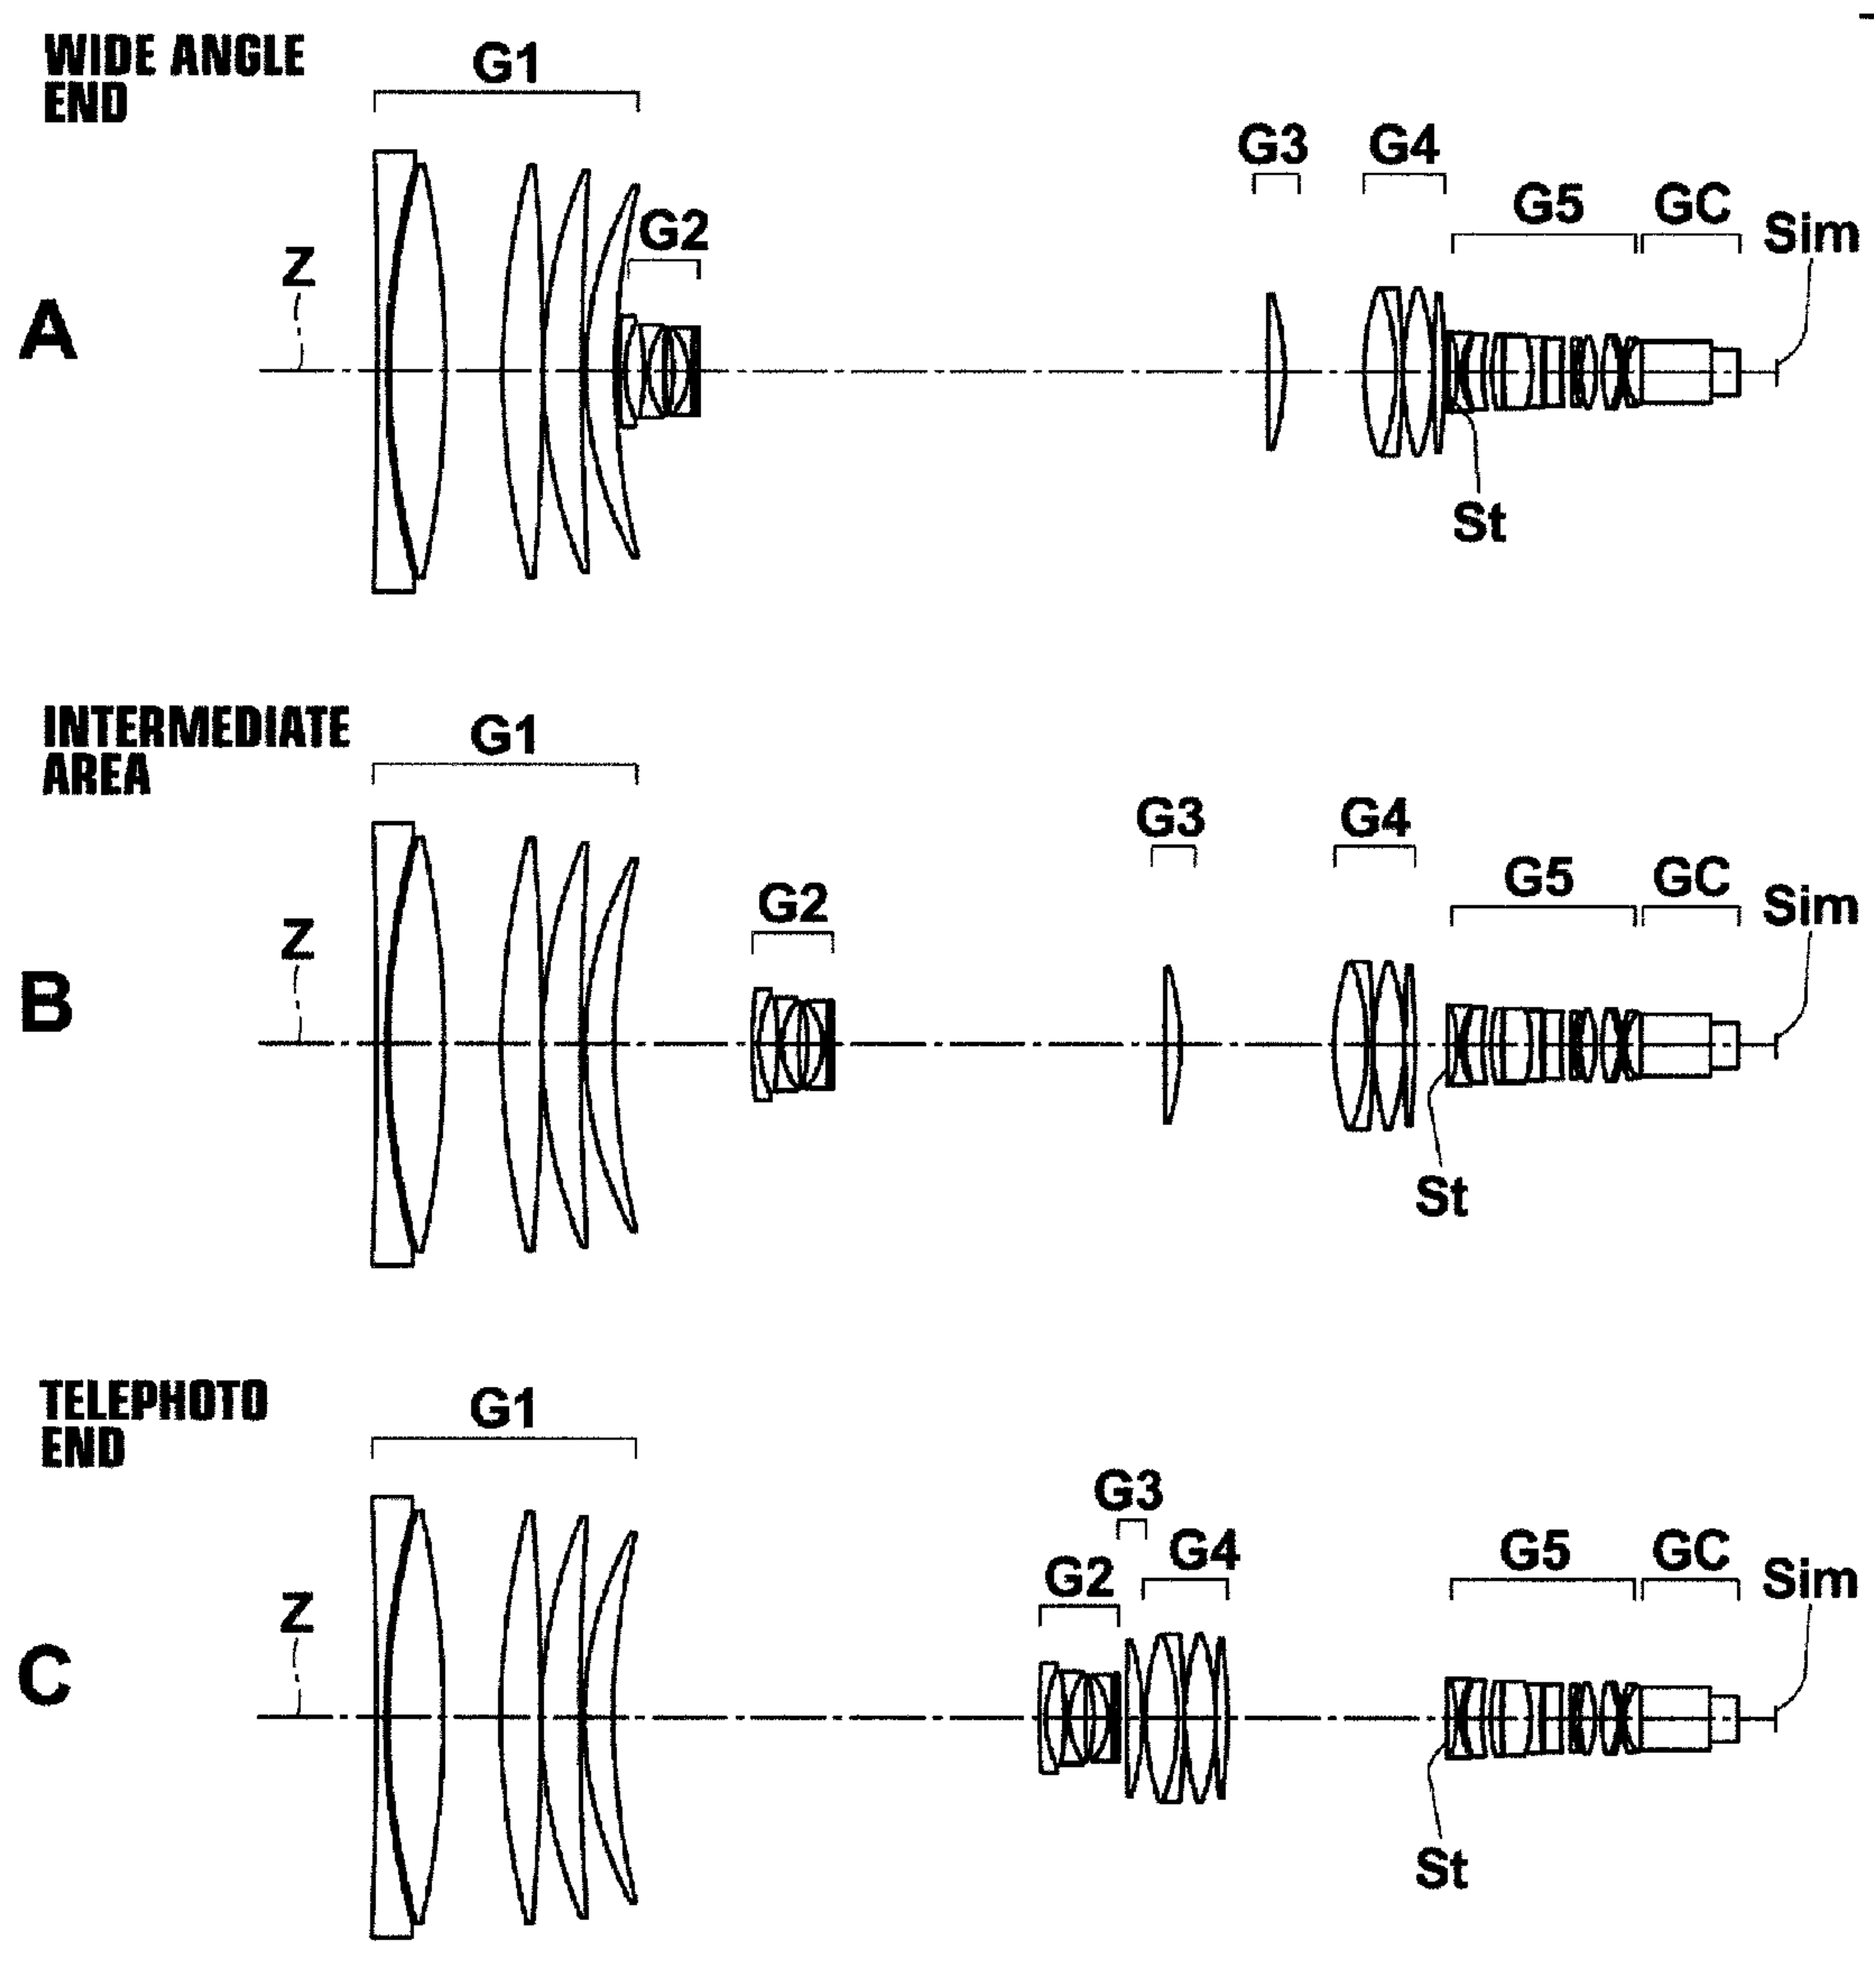 WIDE ANGLE
END
G1
G3
G4
G5
GC
Sim
G2
Z
A
St
INTERMEDIATE
AREA
G1
G3
G4
G5
GC
Sim
G2
Z
B
St
TELEPHOTO
END
G1
G3
G4
G5
GC
Sim
G2
Z
C
St